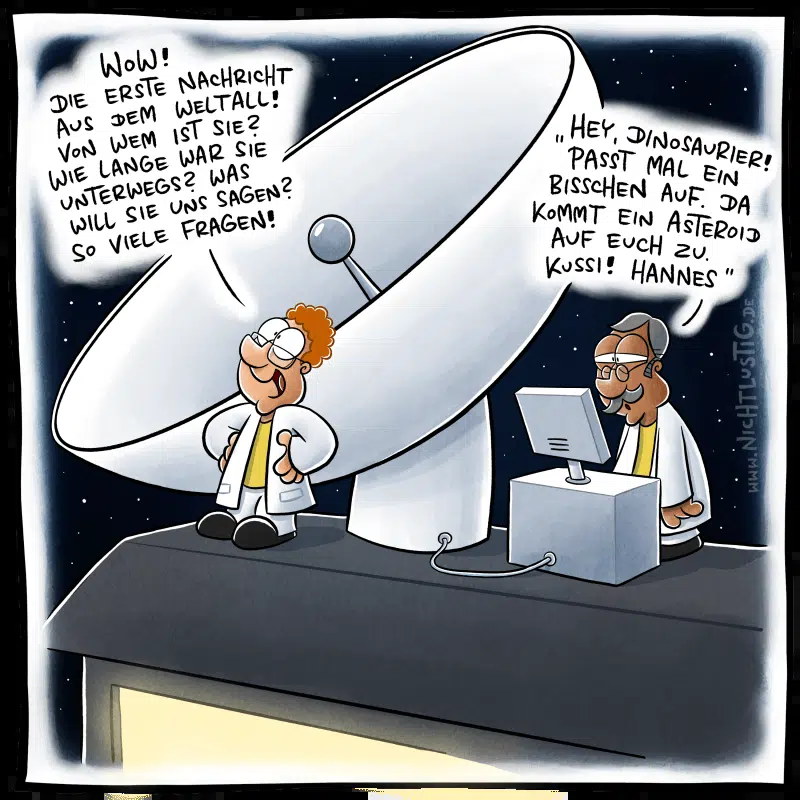 WOW!
DIE ERSTE NACHRICHT
AUS DEM WELTALL!
VON WEM IST SIE?
WIE LANGE WAR SIE
UNTERWEGS? WAS
WILL SIE UNS SAGEN?
SO VIELE FRAGEN!
„HEY, DINOSAURIER!
PASST MAL EIN
BISSCHEN AUF. DA
KOMMT EIN ASTEROID
AUF EUCH ZU.
KUSSI! HANNES"
www.NICHTLUSTIG.DE